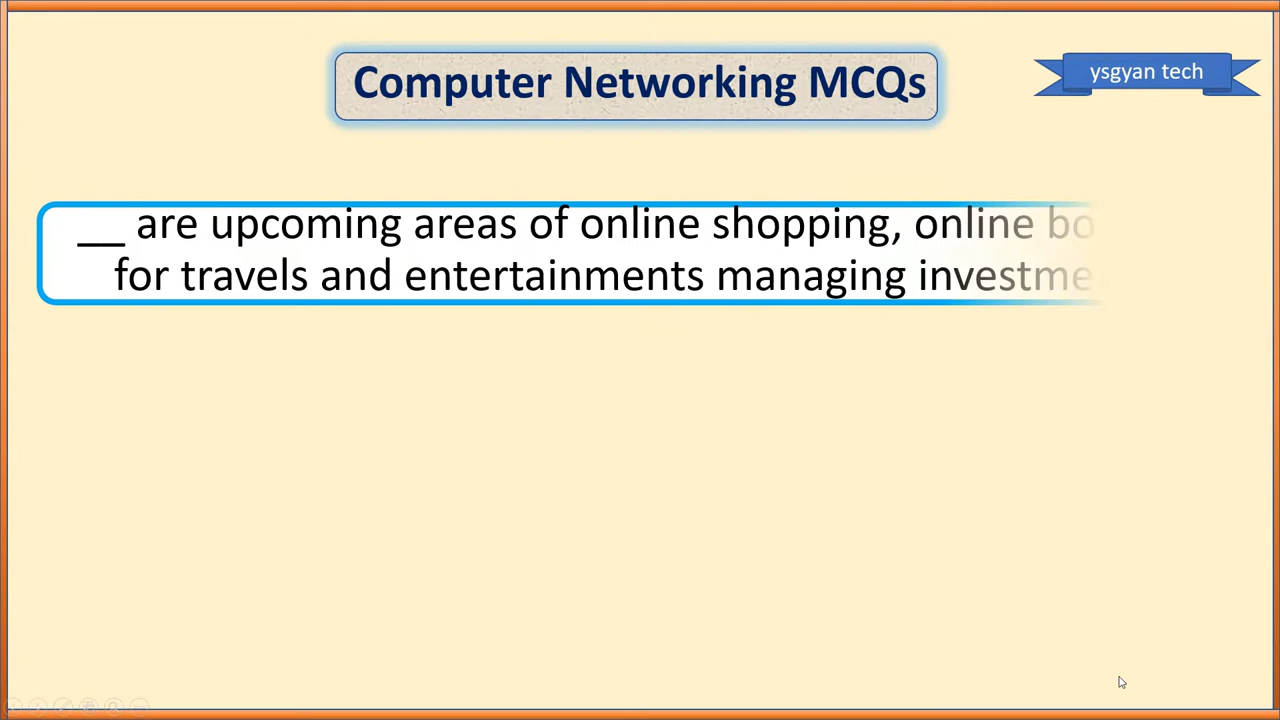 Computer Networking MCQs
ysgyan tech
__ are upcoming areas of online shopping, online
for travels and entertainments managing